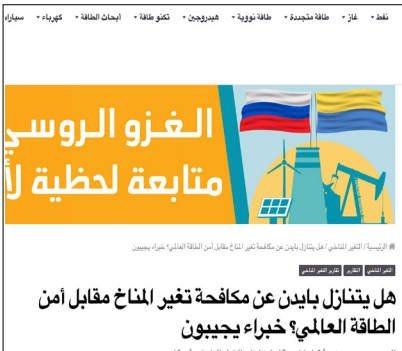 نفط غاز طاقة متجددة طاقة نووية هيدروجين تكنو طاقة أبحاث الطاقة كهرباء
الغزو الروسي
متابعة لحظية
الرئيسية / التغير المناخي / هل يتنازل بايدن عن مكافحة تغير المناخ مقابل أمن الطاقة العالمي؟ خبراء يجيبون
التغير المناخي التقارير تقارير التغير المناخي
هل يتنازل بايدن عن مكافحة تغير المناخ مقابل أمن
الطاقة العالمي؟ خبراء يجيبون